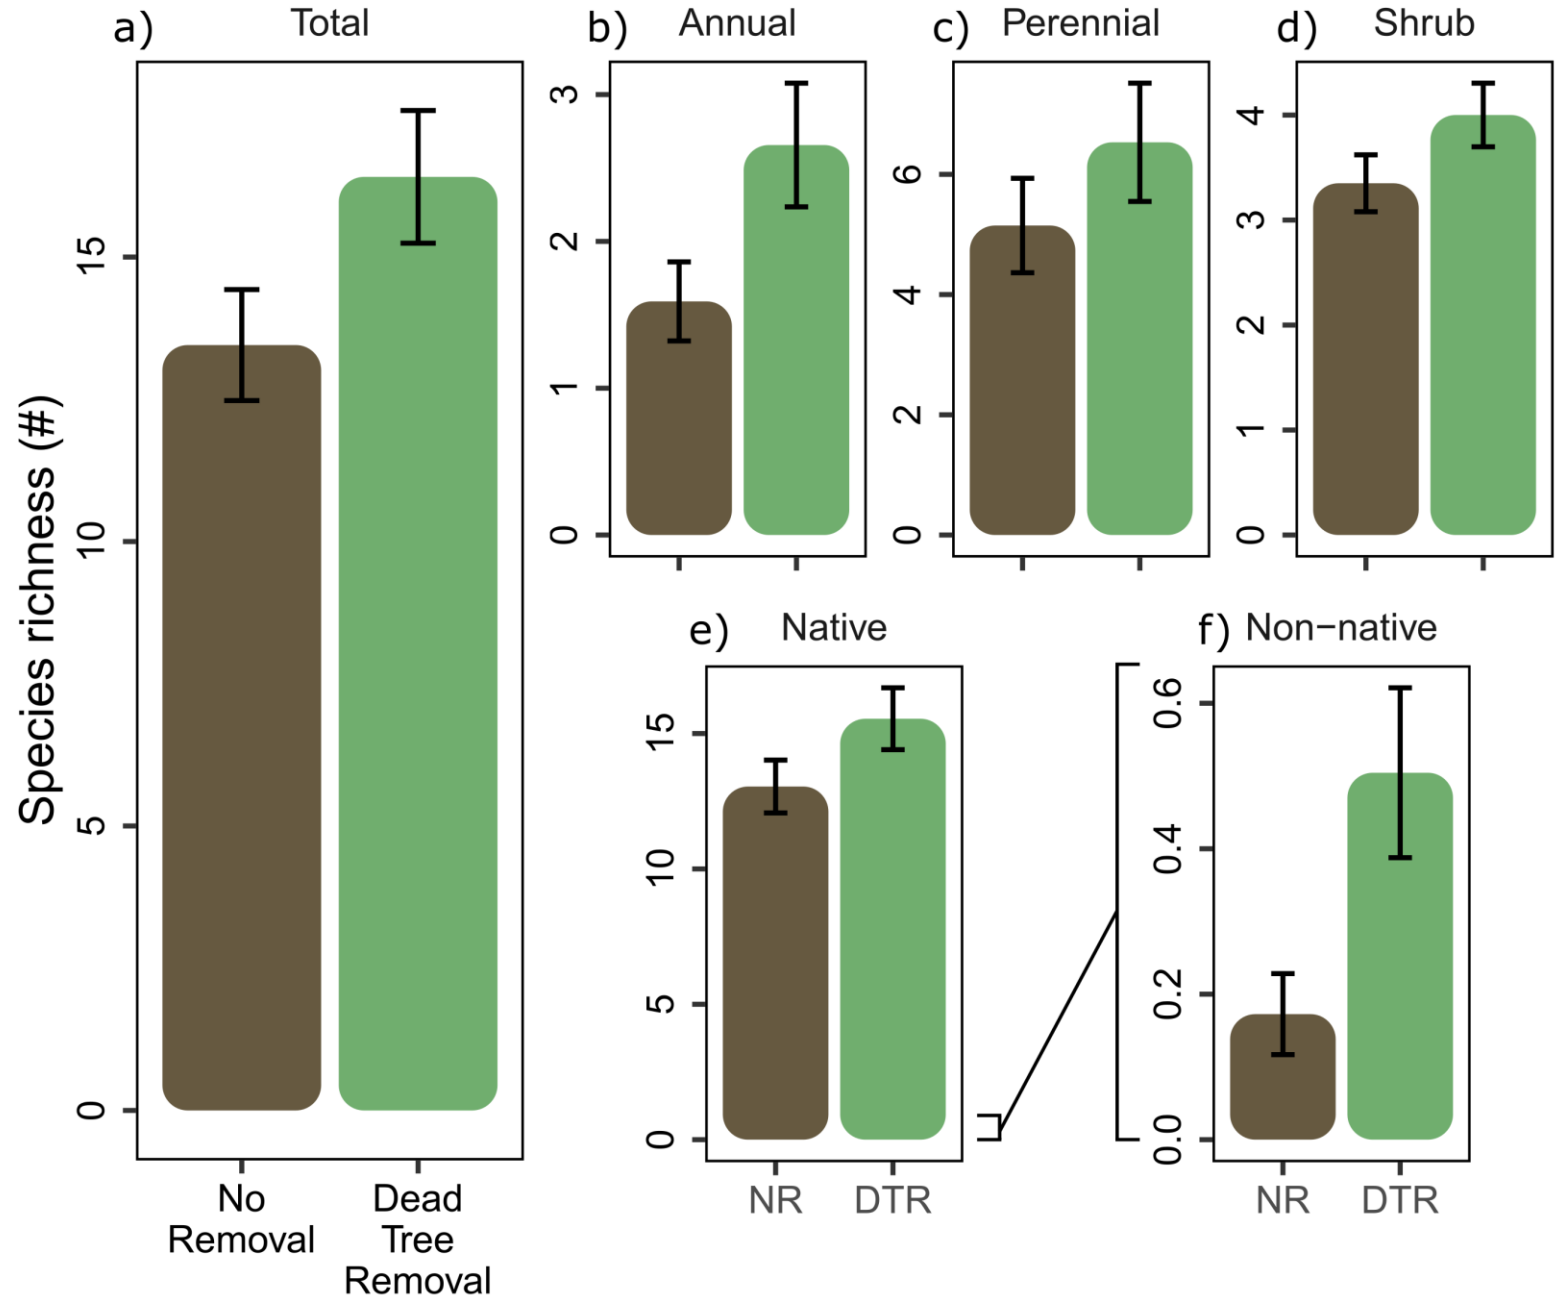 a) Total
b) Annual
c) Perennial
d) Shrub
Species richness (#)
15
10
5
0
No
Removal
Dead
Tree
Removal
3
2
1
0
6
4
2
0
4
3
2
1
0
e) Native
15
10
5
0
NR
DTR
f) Non−native
0.6
0.4
0.2
0.0
NR
DTR